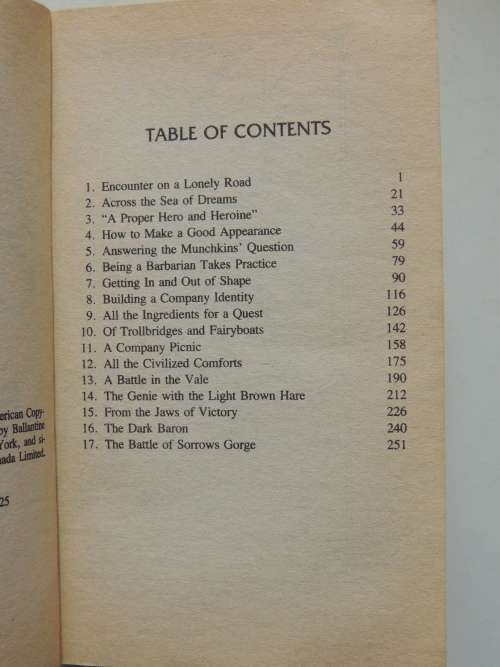 TABLE OF CONTENTS
1. Encounter on a Lonely Road 1
2. Across the Sea of Dreams 21
3. “A Proper Hero and Heroine” 33
4. How to Make a Good Appearance 44
5. Answering the Munchkins’ Question 59
6. Being a Barbarian Takes Practice 79
7. Getting In and Out of Shape 90
8. Building a Company Identity 116
9. All the Ingredients for a Quest 126
10. Of Trollbridges and Fairyboats 142
11. A Company Picnic 158
12. All the Civilized Comforts 175
13. A Battle in the Vale 190
14. The Genie with the Light Brown Hare 212
15. From the Jaws of Victory 226
16. The Dark Baron 240
17. The Battle of Sorrows Gorge 251
erican Copy-
by Ballantine
York, and si-
nada Limited.
25